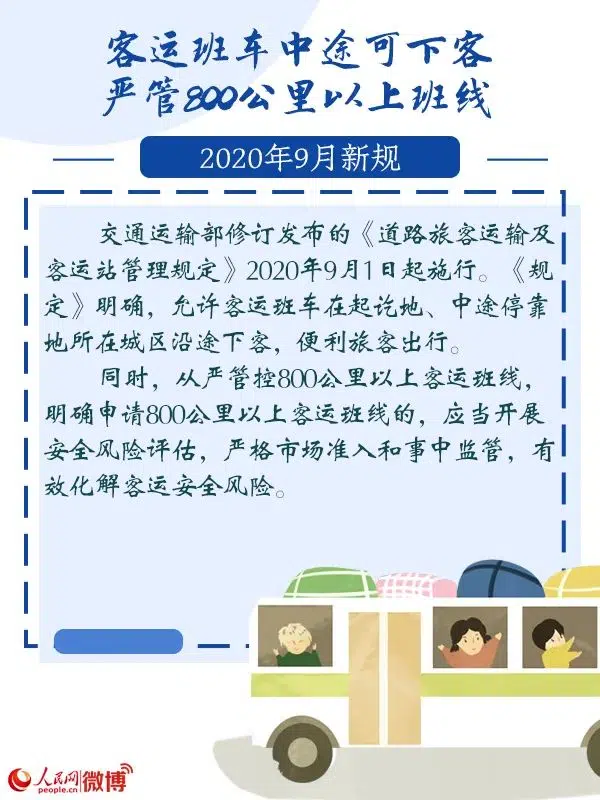 客运班车中途可下客
严管800公里以上班线
2020年9月新规
交通运输部修订发布的《道路旅客运输及
客运站管理规定》2020年9月1日起施行。《规
定》明确，允许客运班车在起讫地、中途停靠
地所在城区沿途下客，便利旅客出行。
同时，从严管控800公里以上客运班线，
明确申请800公里以上客运班线的，应当开展
安全风险评估，严格市场准入和事中监管，有
效化解客运安全风险。
人民网 微博
people.cn